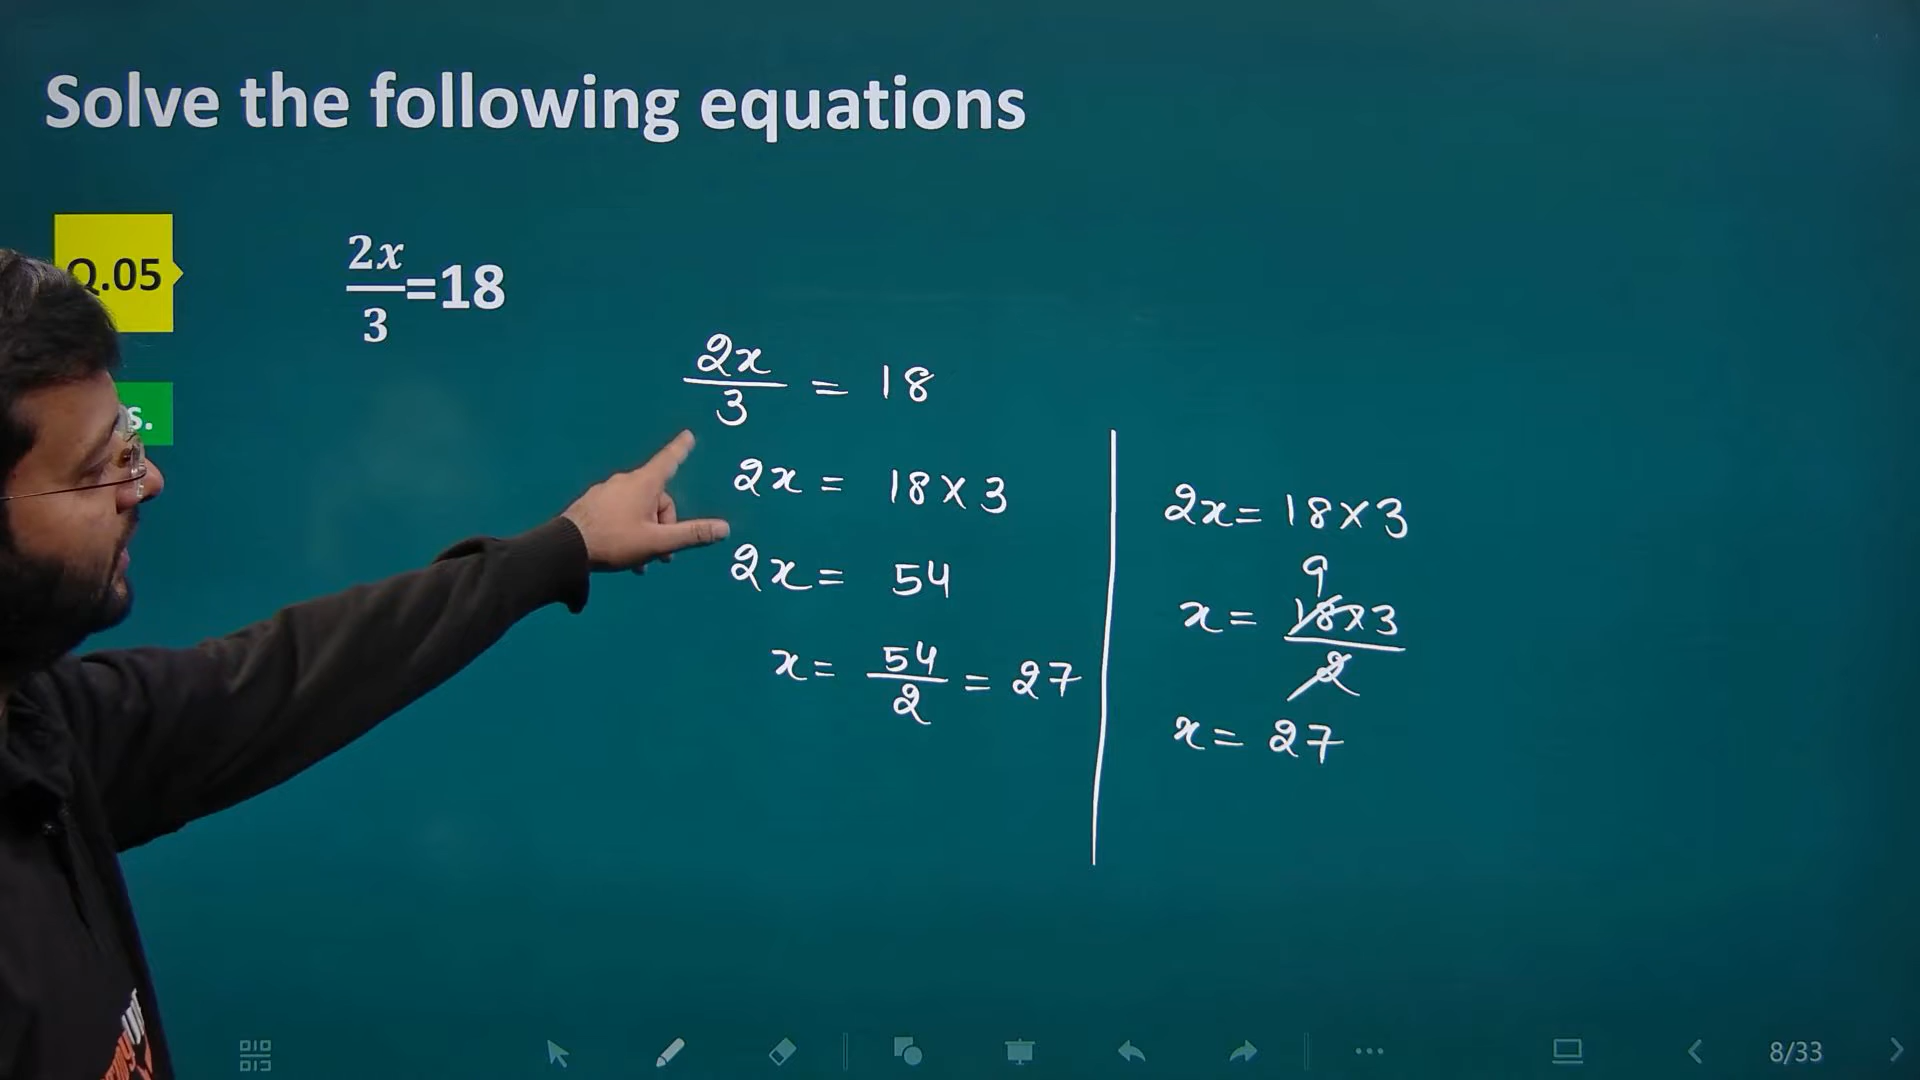 Solve the following equations
Q.05
2x/3=18
s.
2x/3 = 18
2x = 18×3
2x = 54
x = 54/2 = 27
2x = 18×3
9
x = 18×3/2
x = 27
8/33